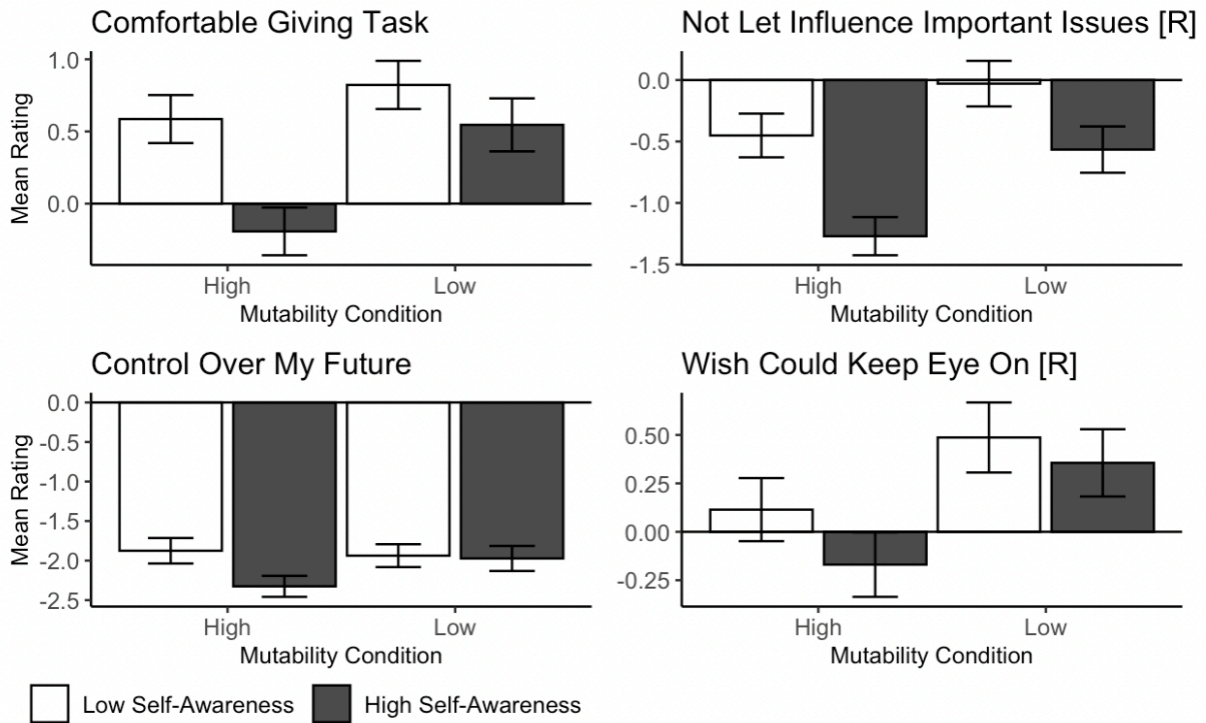 Comfortable Giving Task
Mean Rating
1.0
0.5
0.0
High
Low
Mutability Condition
Not Let Influence Important Issues [R]
0.0
-0.5
-1.0
-1.5
High
Low
Mutability Condition
Control Over My Future
Mean Rating
0.0
-0.5
-1.0
-1.5
-2.0
-2.5
High
Low
Mutability Condition
Wish Could Keep Eye On [R]
0.50
0.25
0.00
-0.25
High
Low
Mutability Condition
Low Self-Awareness
High Self-Awareness